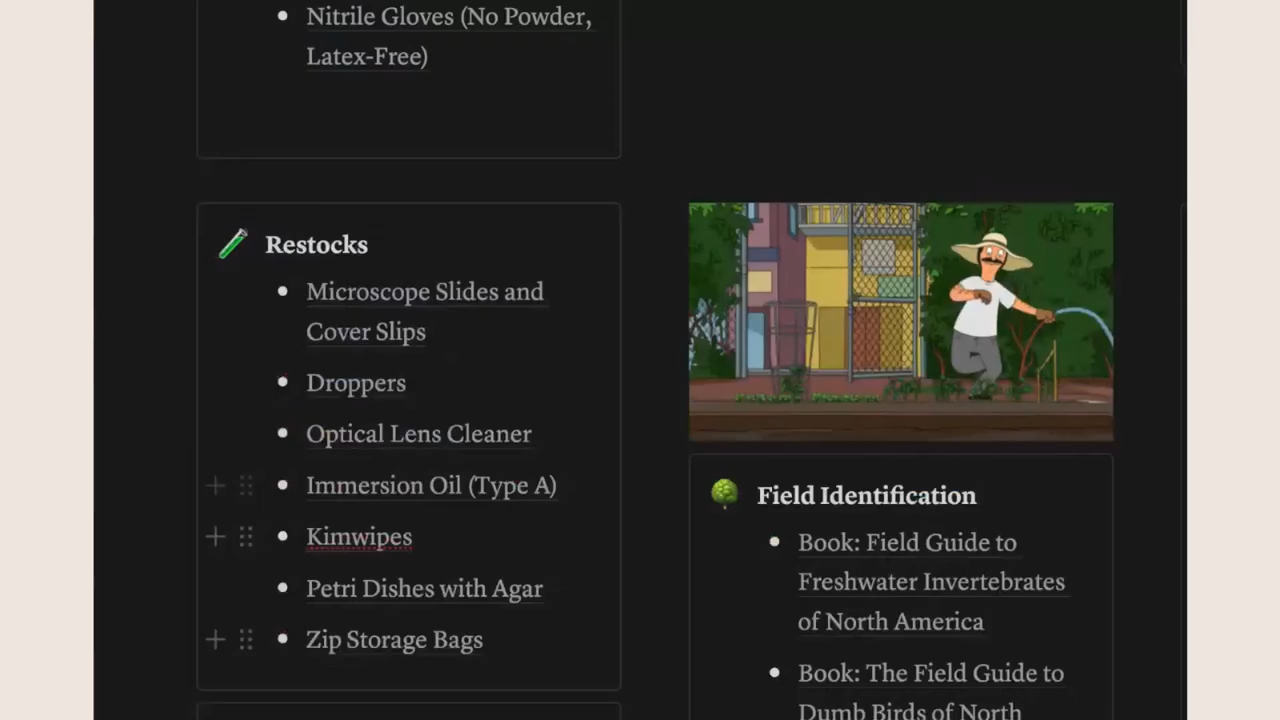 Nitrile Gloves (No Powder,
Latex-Free)
Restocks
Microscope Slides and
Cover Slips
Droppers
Optical Lens Cleaner
Immersion Oil (Type A)
Kimwipes
Petri Dishes with Agar
Zip Storage Bags
Field Identification
Book: Field Guide to
Freshwater Invertebrates
of North America
Book: The Field Guide to
Dumb Birds of North